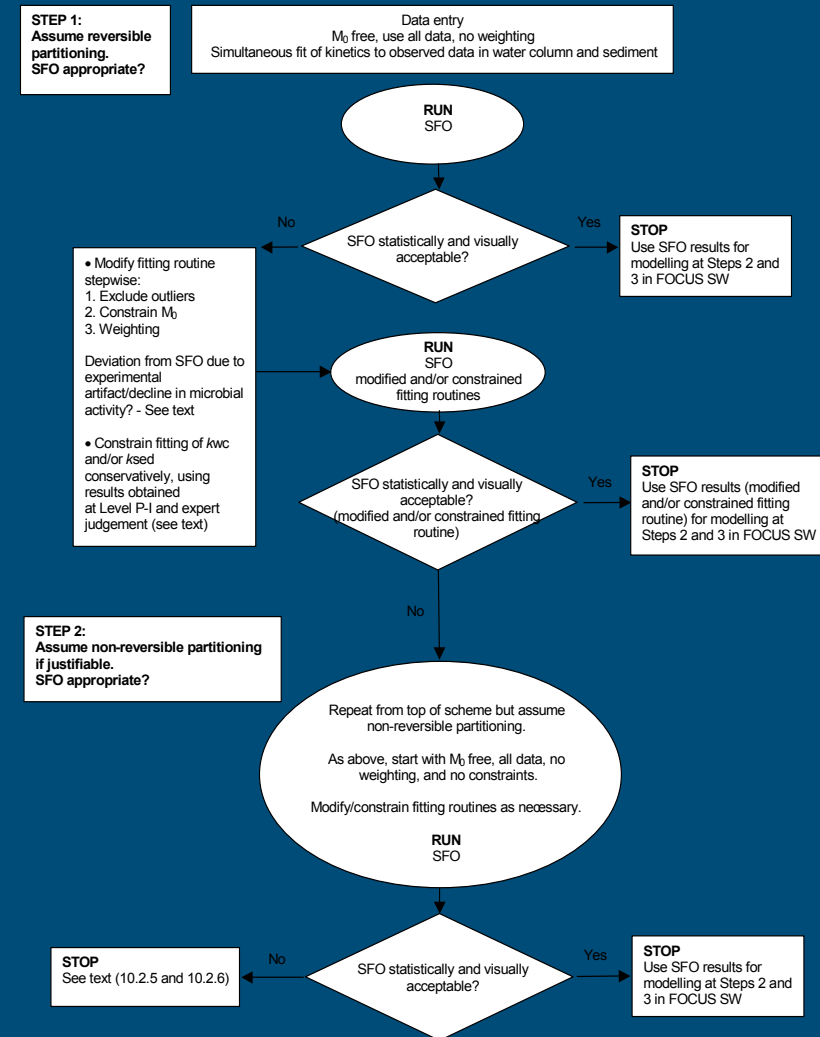 STEP 1:
Assume reversible
partitioning.
SFO appropriate?
Data entry
M0 free, use all data, no weighting
Simultaneous fit of kinetics to observed data in water column and sediment
RUN
SFO
No
Yes
SFO statistically and visually
acceptable?
STOP
Use SFO results for
modelling at Steps 2 and
3 in FOCUS SW
• Modify fitting routine
stepwise:
1. Exclude outliers
2. Constrain M0
3. Weighting
Deviation from SFO due to
experimental
artifact/decline in microbial
activity? - See text
• Constrain fitting of kwc
and/or ksed
conservatively, using
results obtained
at Level P-I and expert
judgement (see text)
RUN
SFO
modified and/or constrained
fitting routines
SFO statistically and visually
acceptable?
(modified and/or constrained fitting
routine)
Yes
STOP
Use SFO results (modified
and/or constrained fitting
routine) for modelling at
Steps 2 and 3 in FOCUS SW
No
STEP 2:
Assume non-reversible partitioning
if justifiable.
SFO appropriate?
Repeat from top of scheme but assume
non-reversible partitioning.
As above, start with M0 free, all data, no
weighting, and no constraints.
Modify/constrain fitting routines as necessary.
RUN
SFO
STOP
See text (10.2.5 and 10.2.6)
No
SFO statistically and visually
acceptable?
Yes
STOP
Use SFO results for
modelling at Steps 2 and
3 in FOCUS SW